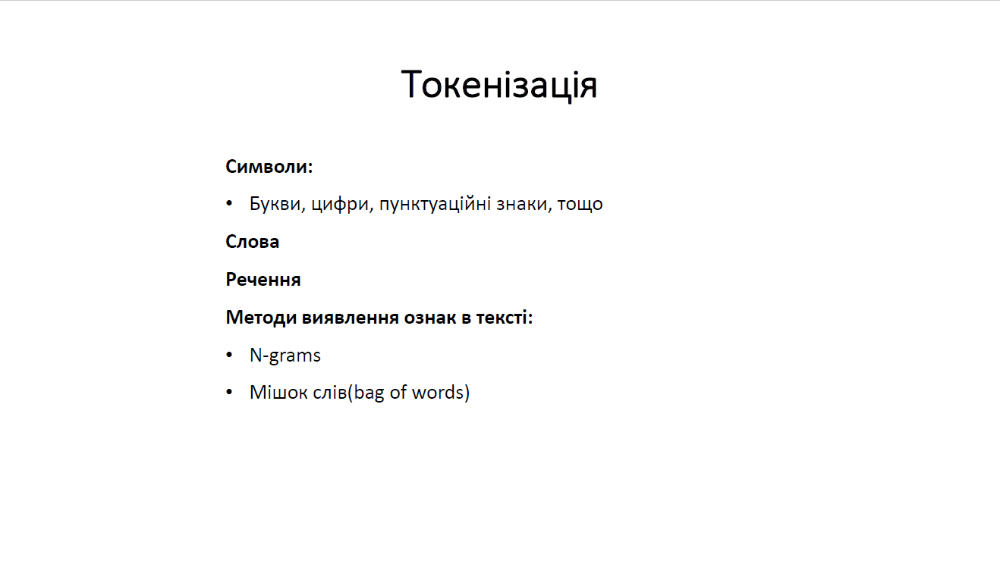 Токенізація
Символи:
• Букви, цифри, пунктуаційні знаки, тощо
Слова
Речення
Методи виявлення ознак в тексті:
• N-grams
• Мішок слів(bag of words)